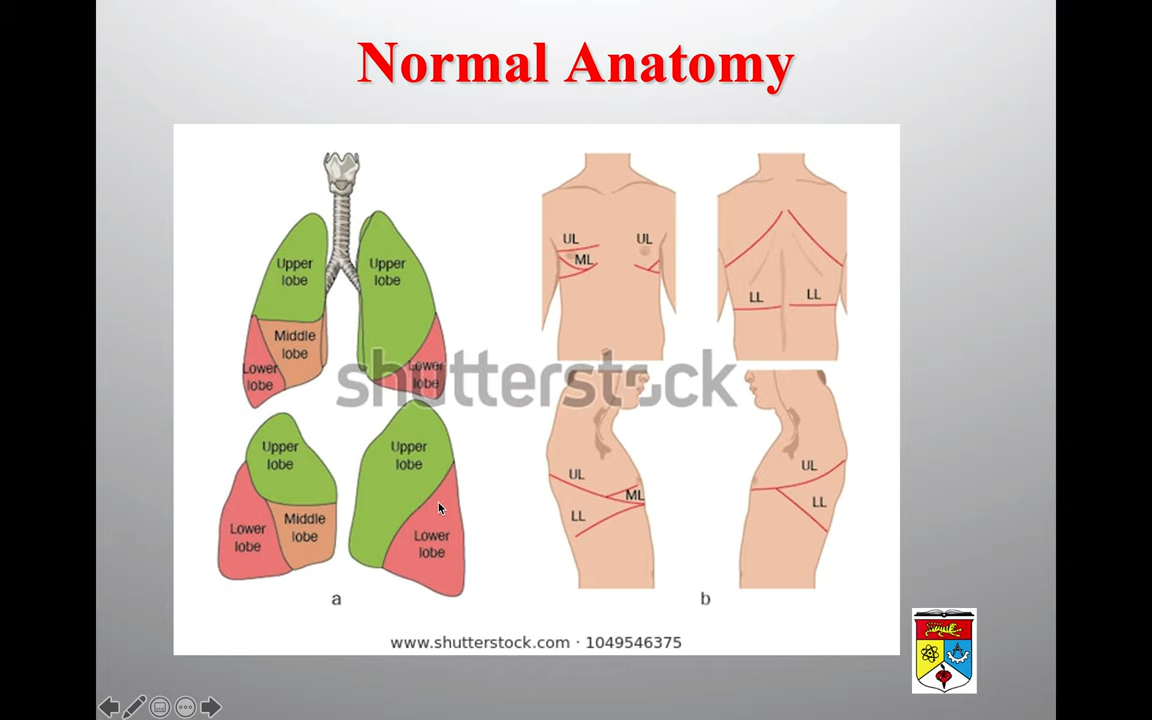 Normal Anatomy
Upper
lobe
Upper
lobe
Middle
lobe
Lower
lobe
Lower
lobe
Upper
lobe
Upper
lobe
Lower
lobe
Middle
lobe
Lower
lobe
a
UL
UL
ML
LL
LL
UL
ML
LL
UL
LL
b
shutterstock
www.shutterstock.com · 1049546375